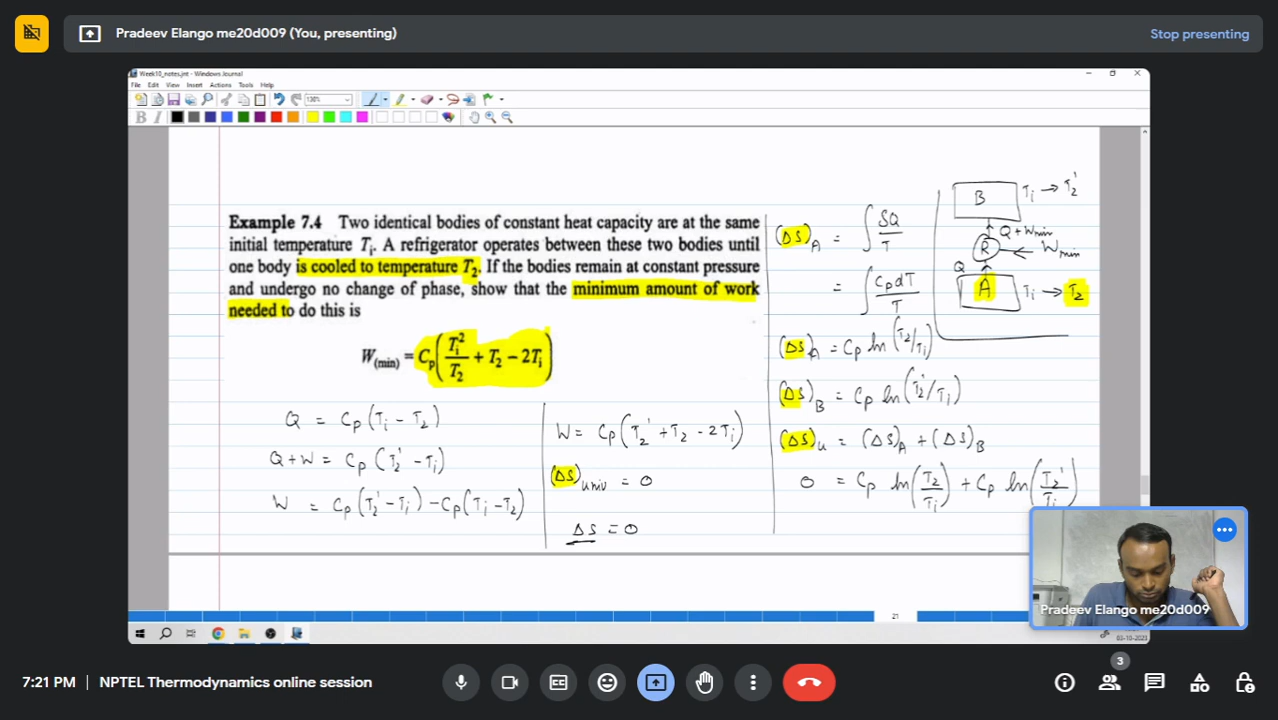 Pradeev Elango me20d009 (You, presenting)
Stop presenting
Week10_notes.jnt - Windows Journal
File Edit View Insert Actions Tools Help
130%
B I
Example 7.4 Two identical bodies of constant heat capacity are at the same
initial temperature Tᵢ. A refrigerator operates between these two bodies until
one body is cooled to temperature T₂. If the bodies remain at constant pressure
and undergo no change of phase, show that the minimum amount of work
needed to do this is
W(min) = Cp(Tᵢ²/T₂ + T₂ − 2Tᵢ)
Q = Cp(Tᵢ − T₂)
Q+W = Cp(T₂' − Tᵢ)
W = Cp(T₂' − Tᵢ) − Cp(Tᵢ − T₂)
W = Cp(T₂' + T₂ − 2Tᵢ)
(ΔS)univ = 0
ΔS = 0
(ΔS)A = ∫ δQ/T
= ∫ CpdT/T
(ΔS)A = Cp ln(T₂/Tᵢ)
(ΔS)B = Cp ln(T₂'/Tᵢ)
(ΔS)u = (ΔS)A + (ΔS)B
0 = Cp ln(T₂/Tᵢ) + Cp ln(T₂'/Tᵢ)
B Tᵢ → T₂'
Q + Wmin
R Wmin
Q
A Tᵢ → T₂
21
03-10-2023
Pradeev Elango me20d009
3
7:21 PM | NPTEL Thermodynamics online session